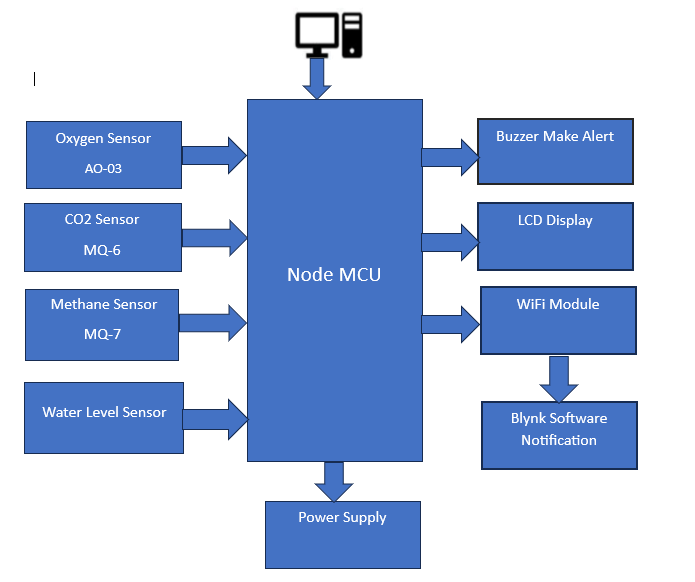 Oxygen Sensor
AO-03
CO2 Sensor
MQ-6
Methane Sensor
MQ-7
Water Level Sensor
Node MCU
Buzzer Make Alert
LCD Display
WiFi Module
Blynk Software
Notification
Power Supply